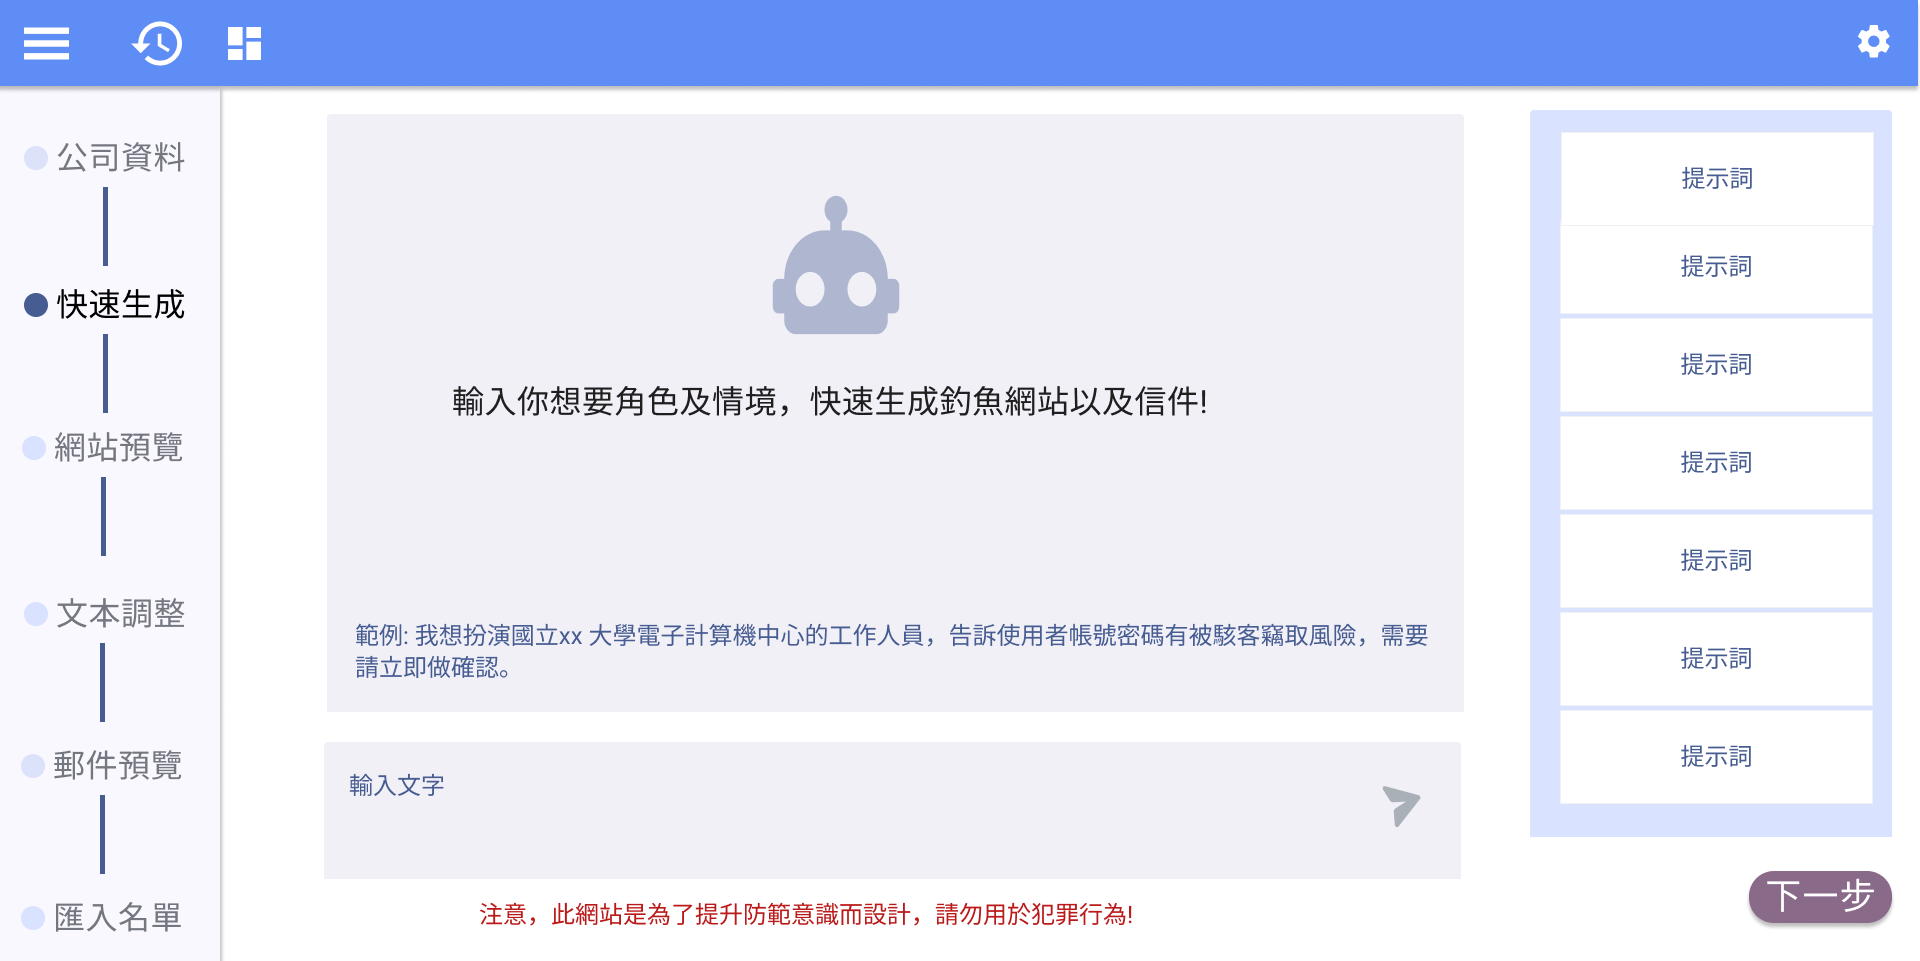 公司資料
快速生成
網站預覽
文本調整
郵件預覽
匯入名單
輸入你想要角色及情境，快速生成釣魚網站以及信件!
範例: 我想扮演國立xx 大學電子計算機中心的工作人員，告訴使用者帳號密碼有被駭客竊取風險，需要
請立即做確認。
輸入文字
注意，此網站是為了提升防範意識而設計，請勿用於犯罪行為!
提示詞
提示詞
提示詞
提示詞
提示詞
提示詞
提示詞
下一步